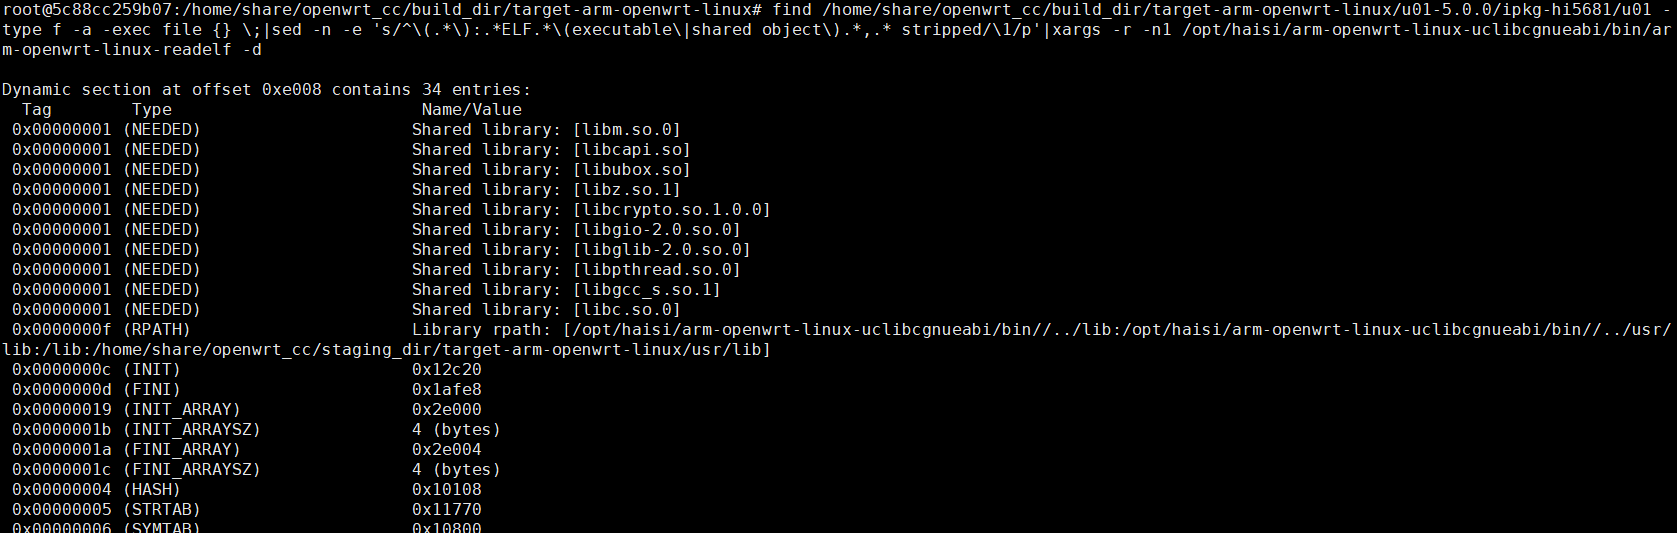 root@5c88cc259b07:/home/share/openwrt_cc/build_dir/target-arm-openwrt-linux# find /home/share/openwrt_cc/build_dir/target-arm-openwrt-linux/u01-5.0.0/ipkg-hi5681/u01 -
type f -a -exec file {} \;|sed -n -e 's/^\(.*\):.*ELF.*\(executable\|shared object\).*,.* stripped/\1/p'|xargs -r -n1 /opt/haisi/arm-openwrt-linux-uclibcgnueabi/bin/ar
m-openwrt-linux-readelf -d

Dynamic section at offset 0xe008 contains 34 entries:
  Tag        Type                         Name/Value
 0x00000001 (NEEDED)                     Shared library: [libm.so.0]
 0x00000001 (NEEDED)                     Shared library: [libcapi.so]
 0x00000001 (NEEDED)                     Shared library: [libubox.so]
 0x00000001 (NEEDED)                     Shared library: [libz.so.1]
 0x00000001 (NEEDED)                     Shared library: [libcrypto.so.1.0.0]
 0x00000001 (NEEDED)                     Shared library: [libgio-2.0.so.0]
 0x00000001 (NEEDED)                     Shared library: [libglib-2.0.so.0]
 0x00000001 (NEEDED)                     Shared library: [libpthread.so.0]
 0x00000001 (NEEDED)                     Shared library: [libgcc_s.so.1]
 0x00000001 (NEEDED)                     Shared library: [libc.so.0]
 0x0000000f (RPATH)                      Library rpath: [/opt/haisi/arm-openwrt-linux-uclibcgnueabi/bin//../lib:/opt/haisi/arm-openwrt-linux-uclibcgnueabi/bin//../usr/
lib:/lib:/home/share/openwrt_cc/staging_dir/target-arm-openwrt-linux/usr/lib]
 0x0000000c (INIT)                       0x12c20
 0x0000000d (FINI)                       0x1afe8
 0x00000019 (INIT_ARRAY)                 0x2e000
 0x0000001b (INIT_ARRAYSZ)               4 (bytes)
 0x0000001a (FINI_ARRAY)                 0x2e004
 0x0000001c (FINI_ARRAYSZ)               4 (bytes)
 0x00000004 (HASH)                       0x10108
 0x00000005 (STRTAB)                     0x11770
 0x00000006 (SYMTAB)                     0x10800